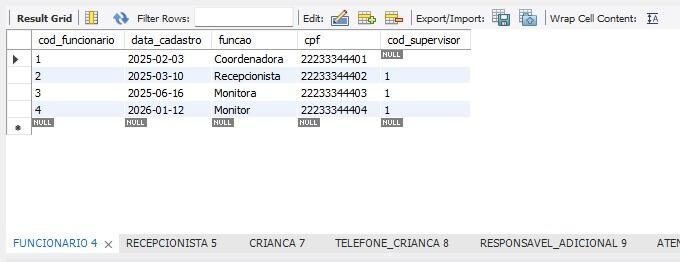 Result Grid Filter Rows: Edit: Export/Import: Wrap Cell Content: IA
cod_funcionario data_cadastro funcao cpf cod_supervisor
1 2025-02-03 Coordenadora 22233344401 NULL
2 2025-03-10 Recepcionista 22233344402 1
3 2025-06-16 Monitora 22233344403 1
4 2026-01-12 Monitor 22233344404 1
NULL NULL NULL NULL NULL
FUNCIONARIO 4 RECEPCIONISTA 5 CRIANCA 7 TELEFONE_CRIANCA 8 RESPONSAVEL_ADICIONAL 9 ATEN